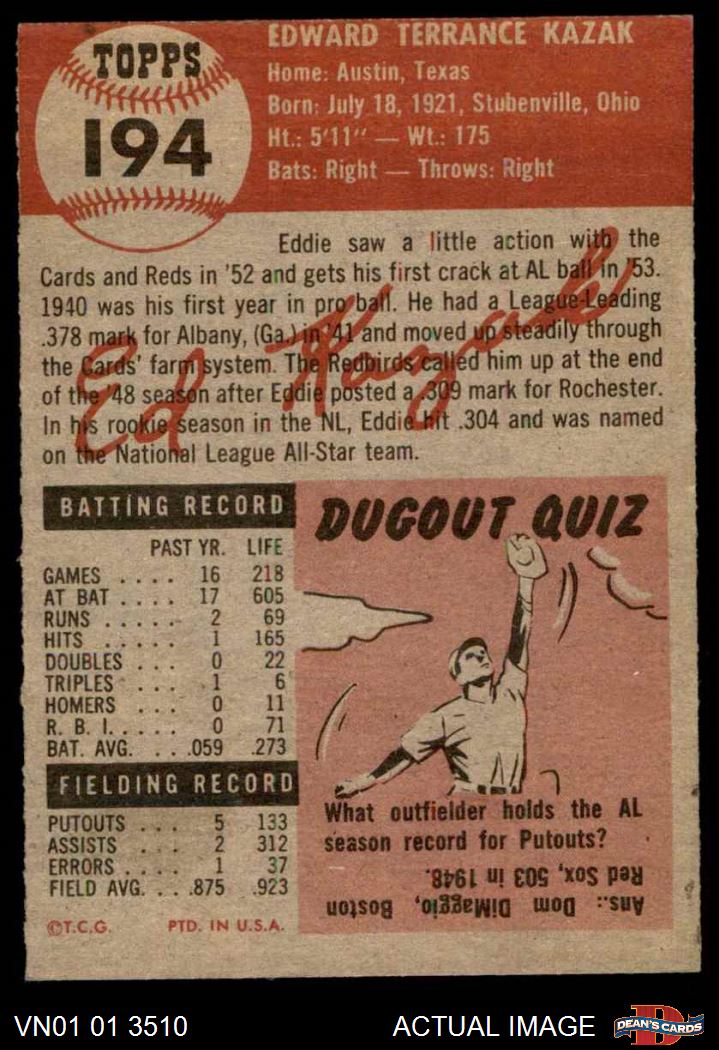 TOPPS
194
EDWARD TERRANCE KAZAK
Home: Austin, Texas
Born: July 18, 1921, Stubenville, Ohio
Ht.: 5'11" — Wt.: 175
Bats: Right — Throws: Right
Eddie saw a little action with the
Cards and Reds in '52 and gets his first crack at AL ball in '53.
1940 was his first year in pro ball. He had a League-Leading
.378 mark for Albany, (Ga.) in '41 and moved up steadily through
the Cards' farm system. The Redbirds called him up at the end
of the '48 season after Eddie posted a .309 mark for Rochester.
In his rookie season in the NL, Eddie hit .304 and was named
on the National League All-Star team.
Ed Kazak
BATTING RECORD
PAST YR. LIFE
GAMES .... 16 218
AT BAT .... 17 605
RUNS ..... 2 69
HITS ..... 1 165
DOUBLES ... 0 22
TRIPLES ... 1 6
HOMERS ... 0 11
R. B. I..... 0 71
BAT. AVG. ... .059 .273
FIELDING RECORD
PUTOUTS ... 5 133
ASSISTS ... 2 312
ERRORS .... 1 37
FIELD AVG. .. .875 .923
©T.C.G. PTD. IN U.S.A.
DUGOUT QUIZ
What outfielder holds the AL
season record for Putouts?
Ans.: Dom DiMaggio, Boston
Red Sox, 503 in 1948.
VN01 01 3510
ACTUAL IMAGE
D
DEAN'S CARDS